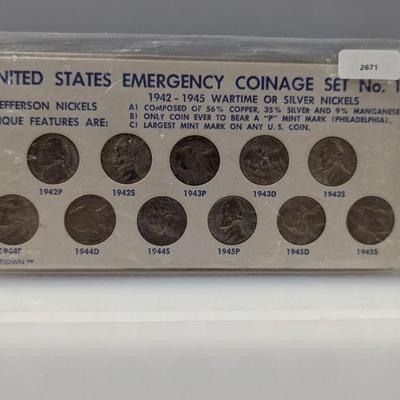 2671
NITED STATES EMERGENCY COINAGE SET No. 1
1942 - 1945 WARTIME OR SILVER NICKELS
EFFERSON NICKELS
A) COMPOSED OF 56% COPPER, 35% SILVER AND 9% MANGANESE
IQUE FEATURES ARE:
B) ONLY COIN EVER TO BEAR A "P" MINT MARK (PHILADELPHIA),
C) LARGEST MINT MARK ON ANY U.S. COIN.
1942P 1942S 1943P 1943D 1943S
1944P 1944D 1944S 1945P 1945D 1945S